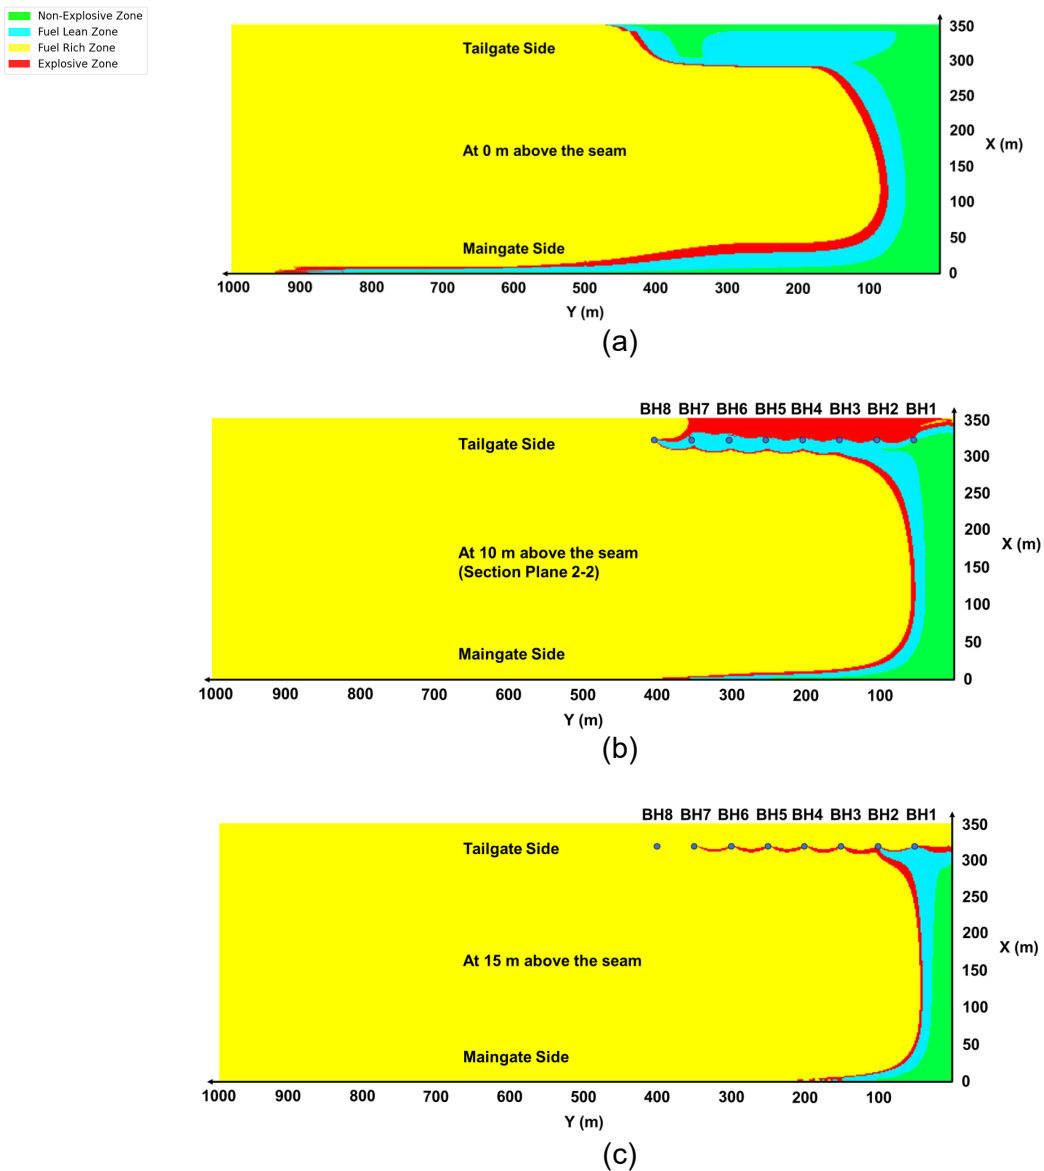 Non-Explosive Zone
Fuel Lean Zone
Fuel Rich Zone
Explosive Zone
Tailgate Side
At 0 m above the seam
Maingate Side
350
300
250
200
150
100
50
0
X (m)
1000 900 800 700 600 500 400 300 200 100
Y (m)
(a)
BH8 BH7 BH6 BH5 BH4 BH3 BH2 BH1
Tailgate Side
At 10 m above the seam
(Section Plane 2-2)
Maingate Side
350
300
250
200
150
100
50
0
X (m)
1000 900 800 700 600 500 400 300 200 100
Y (m)
(b)
BH8 BH7 BH6 BH5 BH4 BH3 BH2 BH1
Tailgate Side
At 15 m above the seam
Maingate Side
350
300
250
200
150
100
50
0
X (m)
1000 900 800 700 600 500 400 300 200 100
Y (m)
(c)